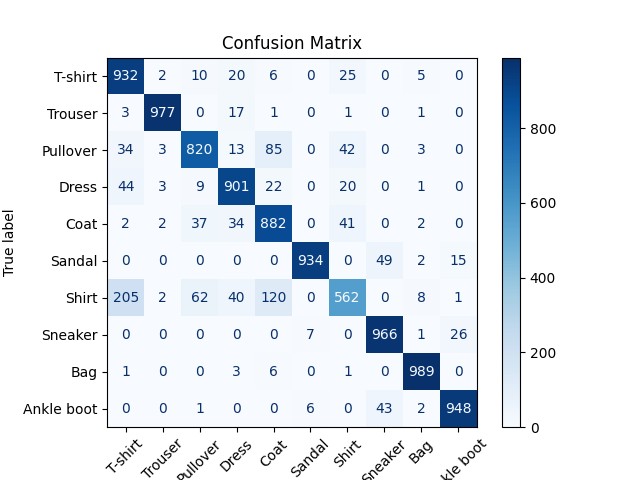 Confusion Matrix
T-shirt 932 2 10 20 6 0 25 0 5 0
Trouser 3 977 0 17 1 0 1 0 1 0
Pullover 34 3 820 13 85 0 42 0 3 0
Dress 44 3 9 901 22 0 20 0 1 0
Coat 2 2 37 34 882 0 41 0 2 0
Sandal 0 0 0 0 0 934 0 49 2 15
Shirt 205 2 62 40 120 0 562 0 8 1
Sneaker 0 0 0 0 0 7 0 966 1 26
Bag 1 0 0 3 6 0 1 0 989 0
Ankle boot 0 0 1 0 0 6 0 43 2 948
True label
T-shirt Trouser Pullover Dress Coat Sandal Shirt Sneaker Bag kle boot
800
600
400
200
0